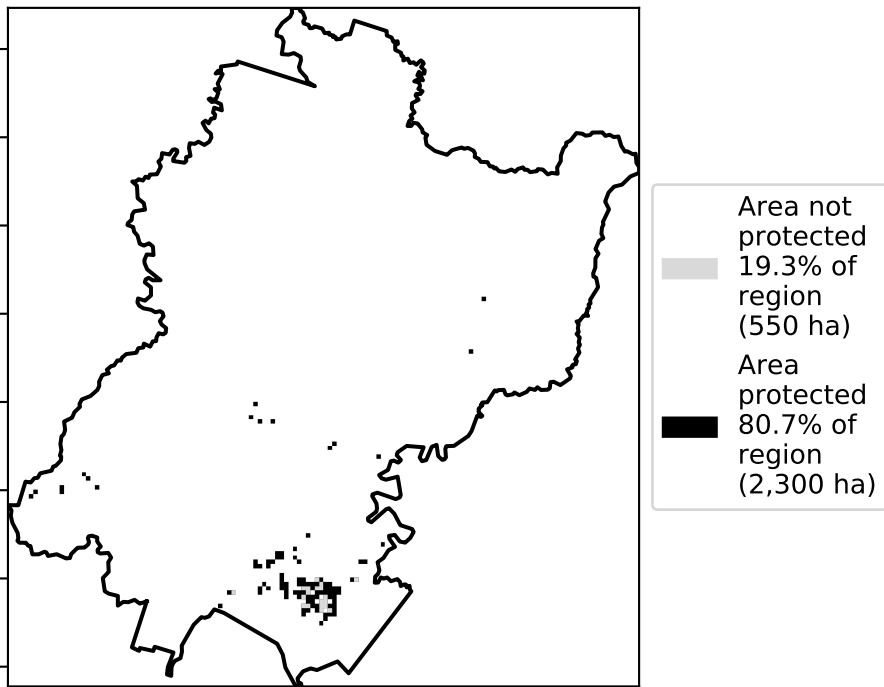 Area not
protected
19.3% of
region
(550 ha)
Area
protected
80.7% of
region
(2,300 ha)